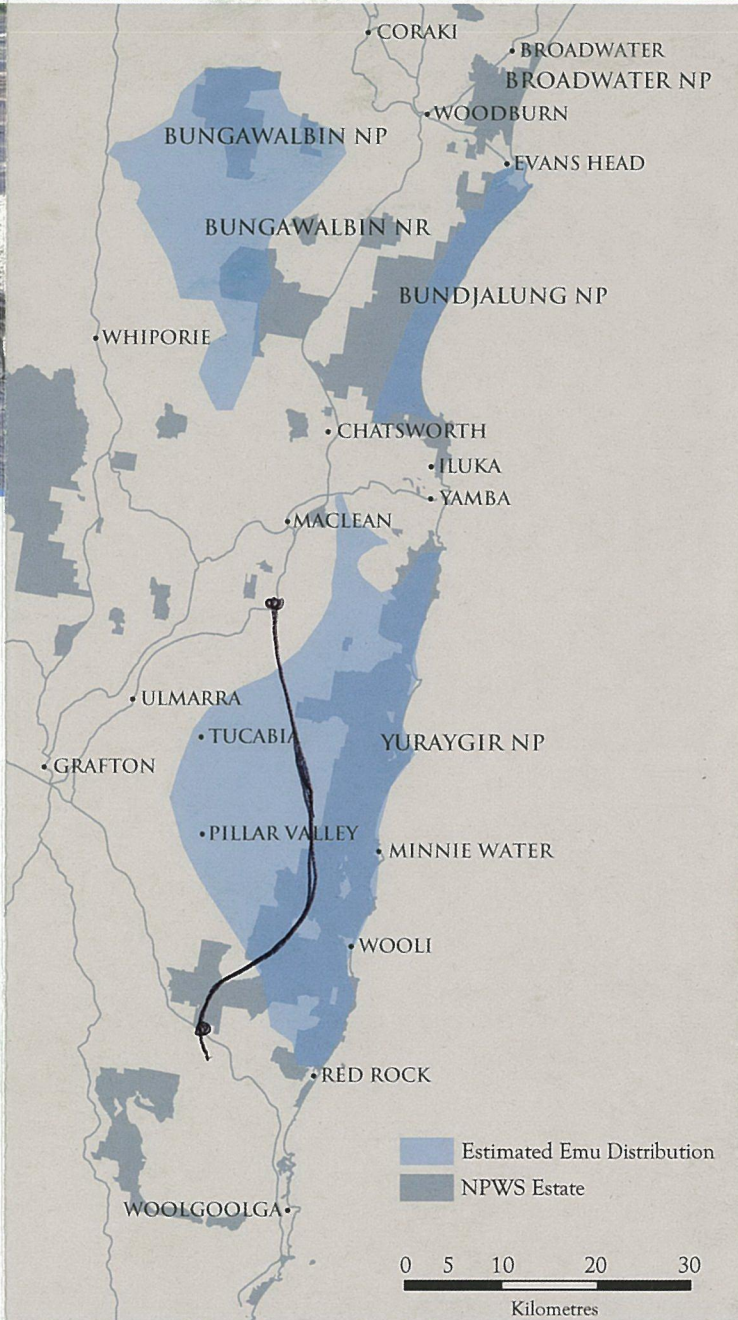 CORAKI
BROADWATER
BROADWATER NP
WOODBURN
BUNGAWALBIN NP
EVANS HEAD
BUNGAWALBIN NR
BUNDJALUNG NP
WHIPORIE
CHATSWORTH
ILUKA
YAMBA
MACLEAN
ULMARRA
TUCABIA
YURAYGIR NP
GRAFTON
PILLAR VALLEY
MINNIE WATER
WOOLI
RED ROCK
Estimated Emu Distribution
NPWS Estate
WOOLGOOLGA
0 5 10 20 30
Kilometres